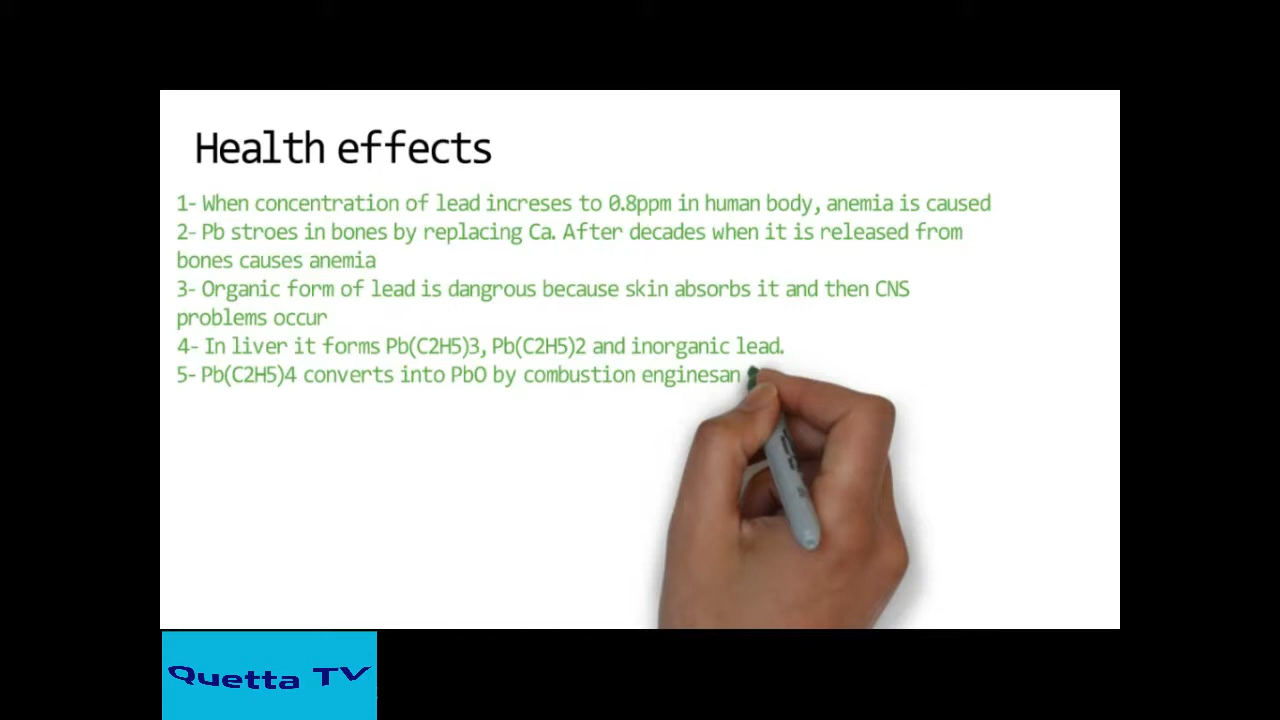 Health effects
1- When concentration of lead increses to 0.8ppm in human body, anemia is caused
2- Pb stroes in bones by replacing Ca. After decades when it is released from
bones causes anemia
3- Organic form of lead is dangrous because skin absorbs it and then CNS
problems occur
4- In liver it forms Pb(C2H5)3, Pb(C2H5)2 and inorganic lead.
5- Pb(C2H5)4 converts into PbO by combustion enginesan
Quetta TV